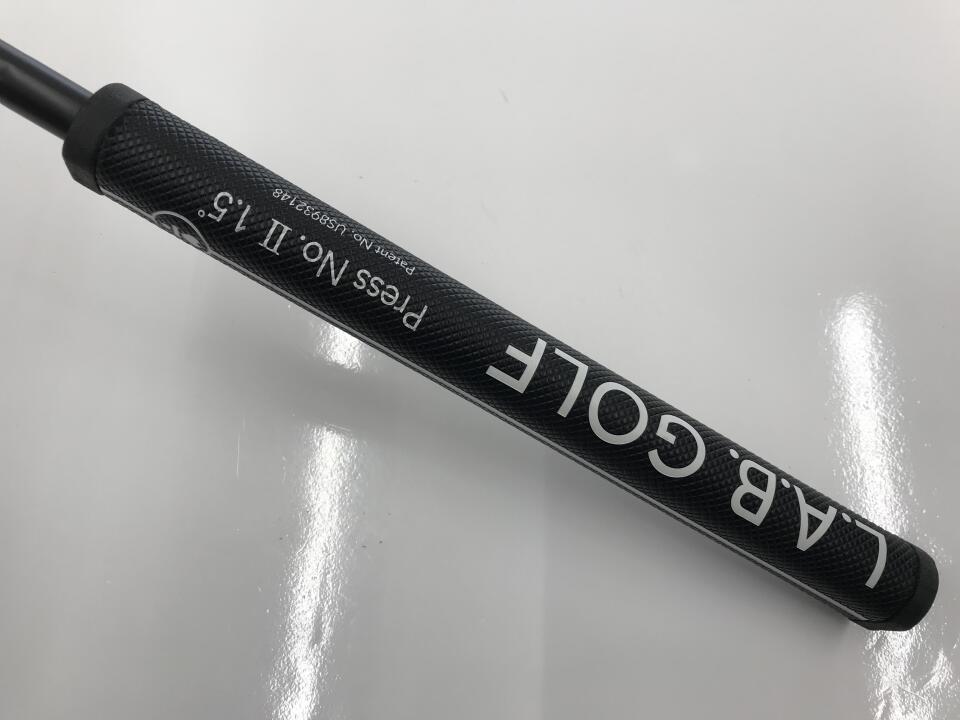 L.A.B. GOLF
Press No. II 1.5°
Patent No. US8932148